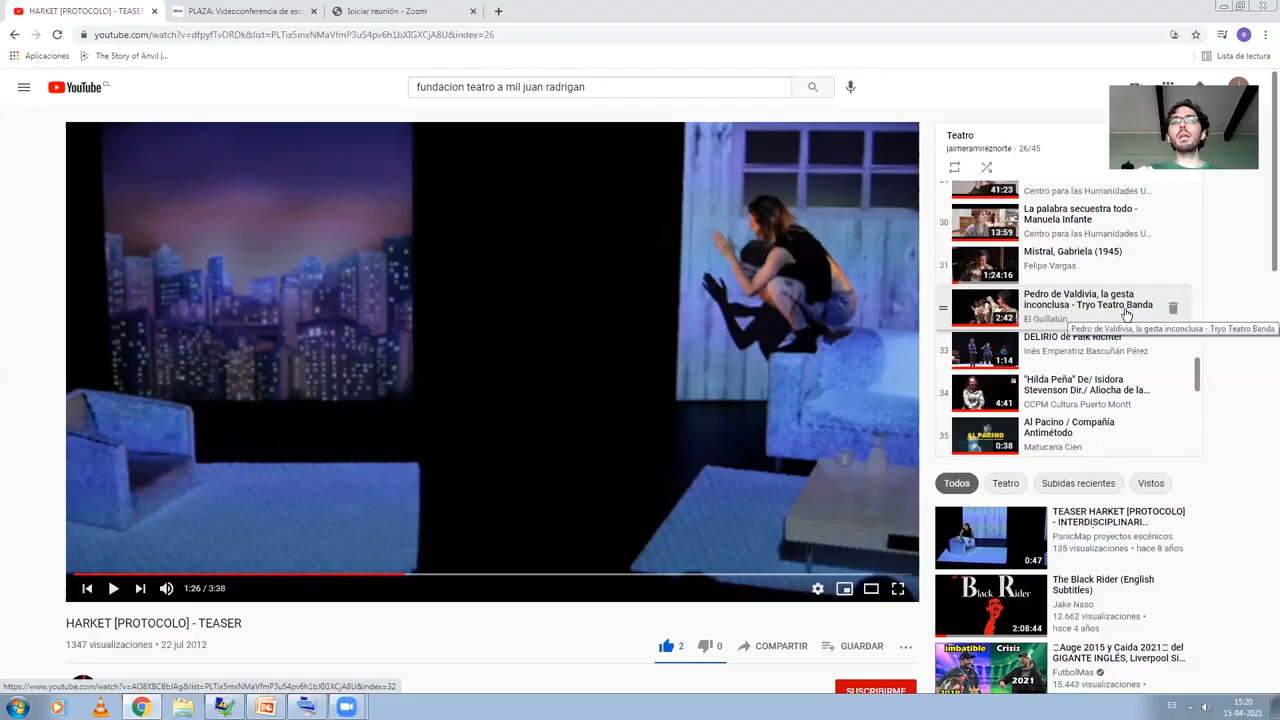 HARKET [PROTOCOLO] - TEASER
PLAZA: Videoconferencia de esc
Iniciar reunión - Zoom
youtube.com/watch?v=dfpyfTvDRDk&list=PLTix5mxNMaVfmP3uS4pv6h1bXIGXCjA8U&index=26
Aplicaciones
The Story of Anvil |...
Lista de lectura
YouTube CL
fundacion teatro a mil juan radrigan
Teatro
jaimeramireznorte - 26/45
41:23
Centro para las Humanidades U...
30
La palabra secuestra todo -
Manuela Infante
13:59
Centro para las Humanidades U...
31
Mistral, Gabriela (1945)
Felipe Vargas
1:24:16
Pedro de Valdivia, la gesta
inconclusa - Tryo Teatro Banda
2:42
El Guillatún
Pedro de Valdivia, la gesta inconclusa - Tryo Teatro Banda
33
DELIRIO de Falk Richter
Inés Emperatriz Bascuñán Pérez
1:14
34
"Hilda Peña" De/ Isidora
Stevenson Dir./ Aliocha de la...
4:41
CCPM Cultura Puerto Montt
35
Al Pacino / Compañía
Antimétodo
AL PACINO
0:38
Matucana Cien
Todos
Teatro
Subidas recientes
Vistos
TEASER HARKET [PROTOCOLO]
- INTERDISCIPLINARI...
PanicMap proyectos escénicos
135 visualizaciones • hace 8 años
0:47
The Black Rider (English
Subtitles)
Jake Naso
12.662 visualizaciones •
hace 4 años
Black Rider
2:08:44
Auge 2015 y Caida 2021 del
GIGANTE INGLÉS, Liverpool Si...
FutbolMas
15.443 visualizaciones •
Imbatible
Crisis
2021
1:26 / 3:38
HARKET [PROTOCOLO] - TEASER
1347 visualizaciones • 22 jul 2012
2
0
COMPARTIR
GUARDAR
SUSCRIBIRME
https://www.youtube.com/watch?v=AO8XBC8bJAg&list=PLTix5mxNMaVfmP3uS4pv6h1bXIGXCjA8U&index=32
ES
15:20
15-04-2021